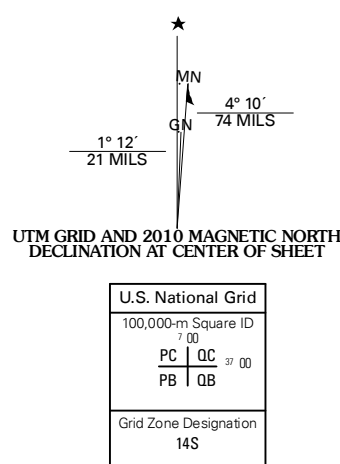 ★
MN
4° 10´
74 MILS
GN
1° 12´
21 MILS
UTM GRID AND 2010 MAGNETIC NORTH
DECLINATION AT CENTER OF SHEET
U.S. National Grid
100,000-m Square ID
7 00
PC QC 37 00
PB QB
Grid Zone Designation
14S